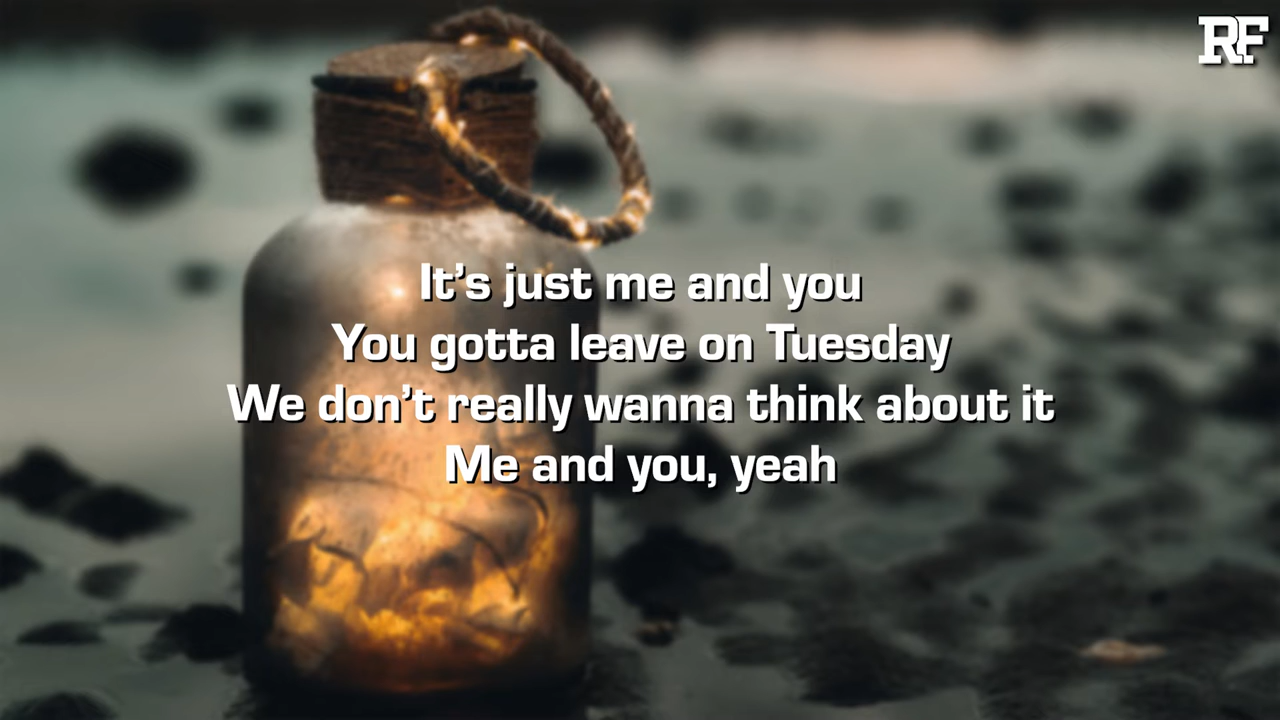 RF
It’s just me and you
You gotta leave on Tuesday
We don’t really wanna think about it
Me and you, yeah